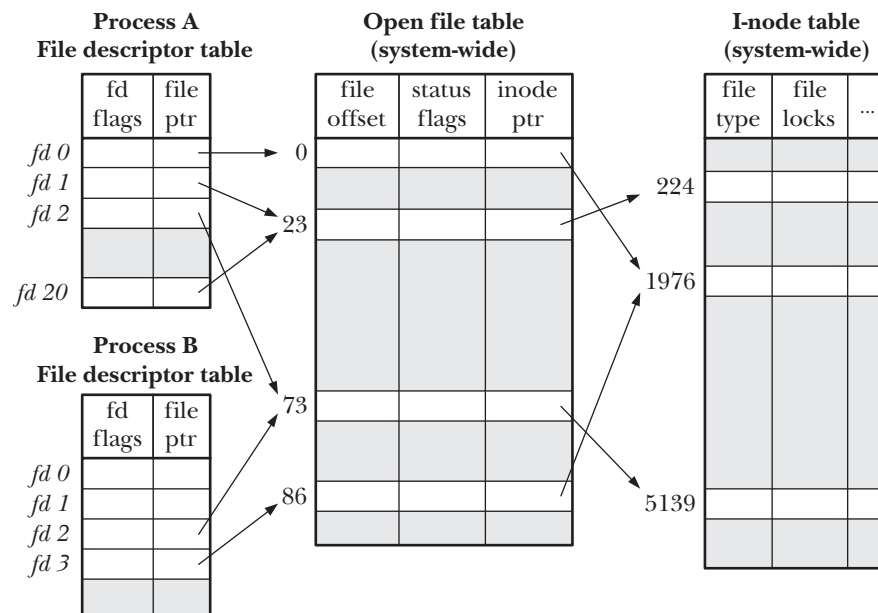 Process A
File descriptor table
fd
flags
file
ptr
fd 0
fd 1
fd 2
fd 20
Process B
File descriptor table
fd
flags
file
ptr
fd 0
fd 1
fd 2
fd 3
Open file table
(system-wide)
file
offset
status
flags
inode
ptr
0
23
73
86
I-node table
(system-wide)
file
type
file
locks
...
224
1976
5139